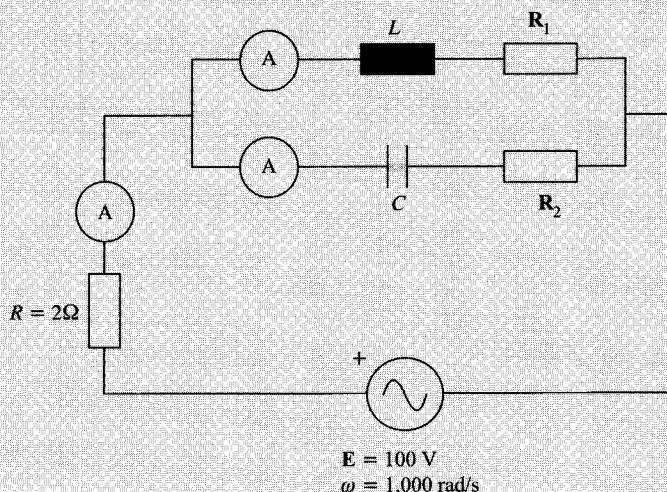 L
R₁
A
A
C
R₂
A
R = 2Ω
+
E = 100 V
ω = 1,000 rad/s